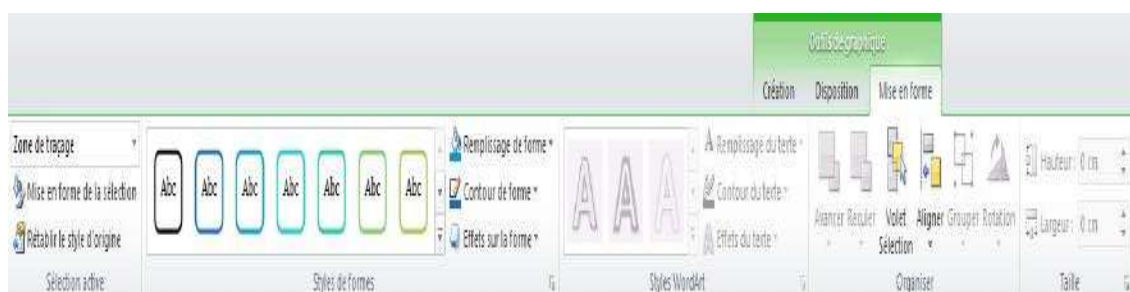 Outils de graphique
Création Disposition Mise en forme
Zone de traçage
Mise en forme de la sélection
Rétablir le style d'origine
Sélection active
Abc Abc Abc Abc Abc Abc Abc
Remplissage de forme
Contour de forme
Effets sur la forme
Styles de formes
A A A
Remplissage du texte
Contour du texte
Effets du texte
Styles WordArt
Avancer Reculer Volet Sélection Aligner Grouper Rotation
Organiser
Hauteur : 0 cm
Largeur : 0 cm
Taille